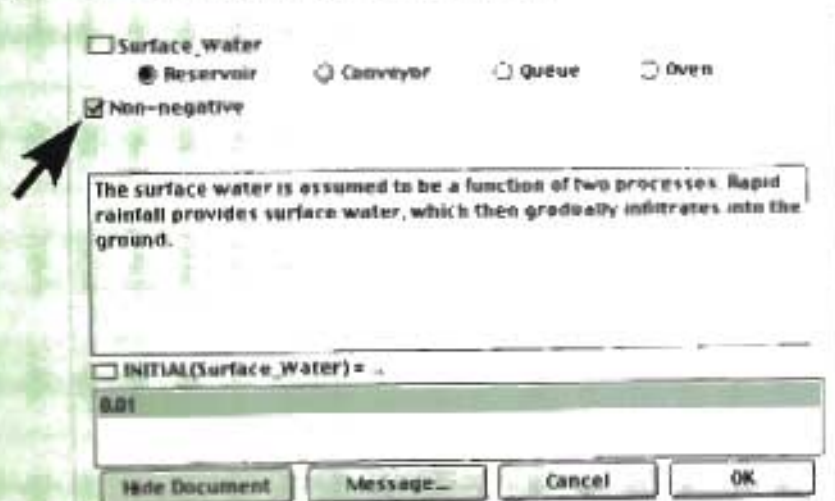 Surface_Water
Reservoir Conveyor Queue Oven
Non-negative
The surface water is assumed to be a function of two processes. Rapid
rainfall provides surface water, which then gradually infiltrates into the
ground.
INITIAL(Surface_Water) = ..
0.01
Hide Document Message... Cancel OK